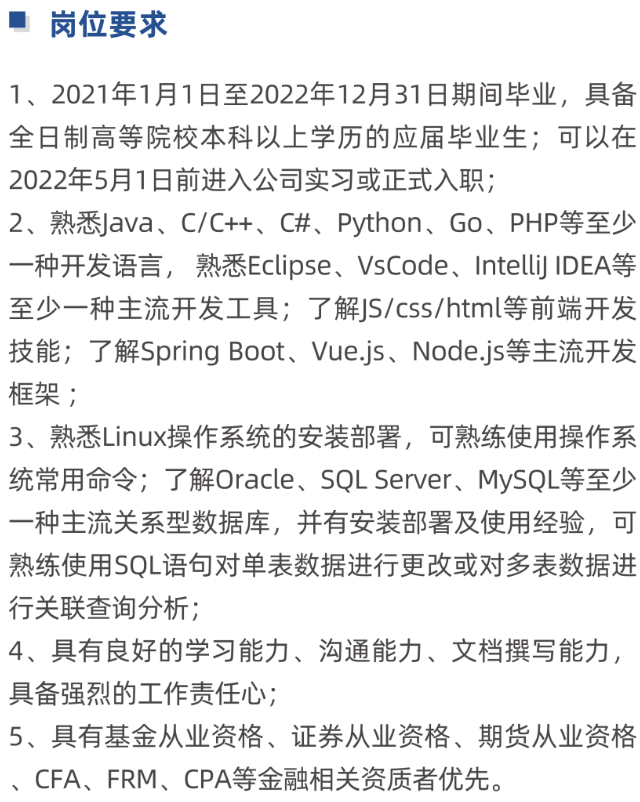 岗位要求
1、2021年1月1日至2022年12月31日期间毕业，具备
全日制高等院校本科以上学历的应届毕业生；可以在
2022年5月1日前进入公司实习或正式入职；
2、熟悉Java、C/C++、C#、Python、Go、PHP等至少
一种开发语言， 熟悉Eclipse、VsCode、IntelliJ IDEA等
至少一种主流开发工具；了解JS/css/html等前端开发
技能；了解Spring Boot、Vue.js、Node.js等主流开发
框架 ；
3、熟悉Linux操作系统的安装部署，可熟练使用操作系
统常用命令；了解Oracle、SQL Server、MySQL等至少
一种主流关系型数据库，并有安装部署及使用经验，可
熟练使用SQL语句对单表数据进行更改或对多表数据进
行关联查询分析；
4、具有良好的学习能力、沟通能力、文档撰写能力，
具备强烈的工作责任心；
5、具有基金从业资格、证券从业资格、期货从业资格
、CFA、FRM、CPA等金融相关资质者优先。